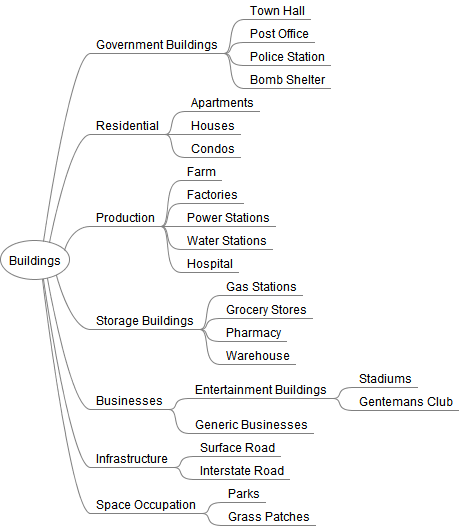 Buildings
Government Buildings
Town Hall
Post Office
Police Station
Bomb Shelter
Residential
Apartments
Houses
Condos
Production
Farm
Factories
Power Stations
Water Stations
Hospital
Storage Buildings
Gas Stations
Grocery Stores
Pharmacy
Warehouse
Businesses
Entertainment Buildings
Stadiums
Gentemans Club
Generic Businesses
Infrastructure
Surface Road
Interstate Road
Space Occupation
Parks
Grass Patches